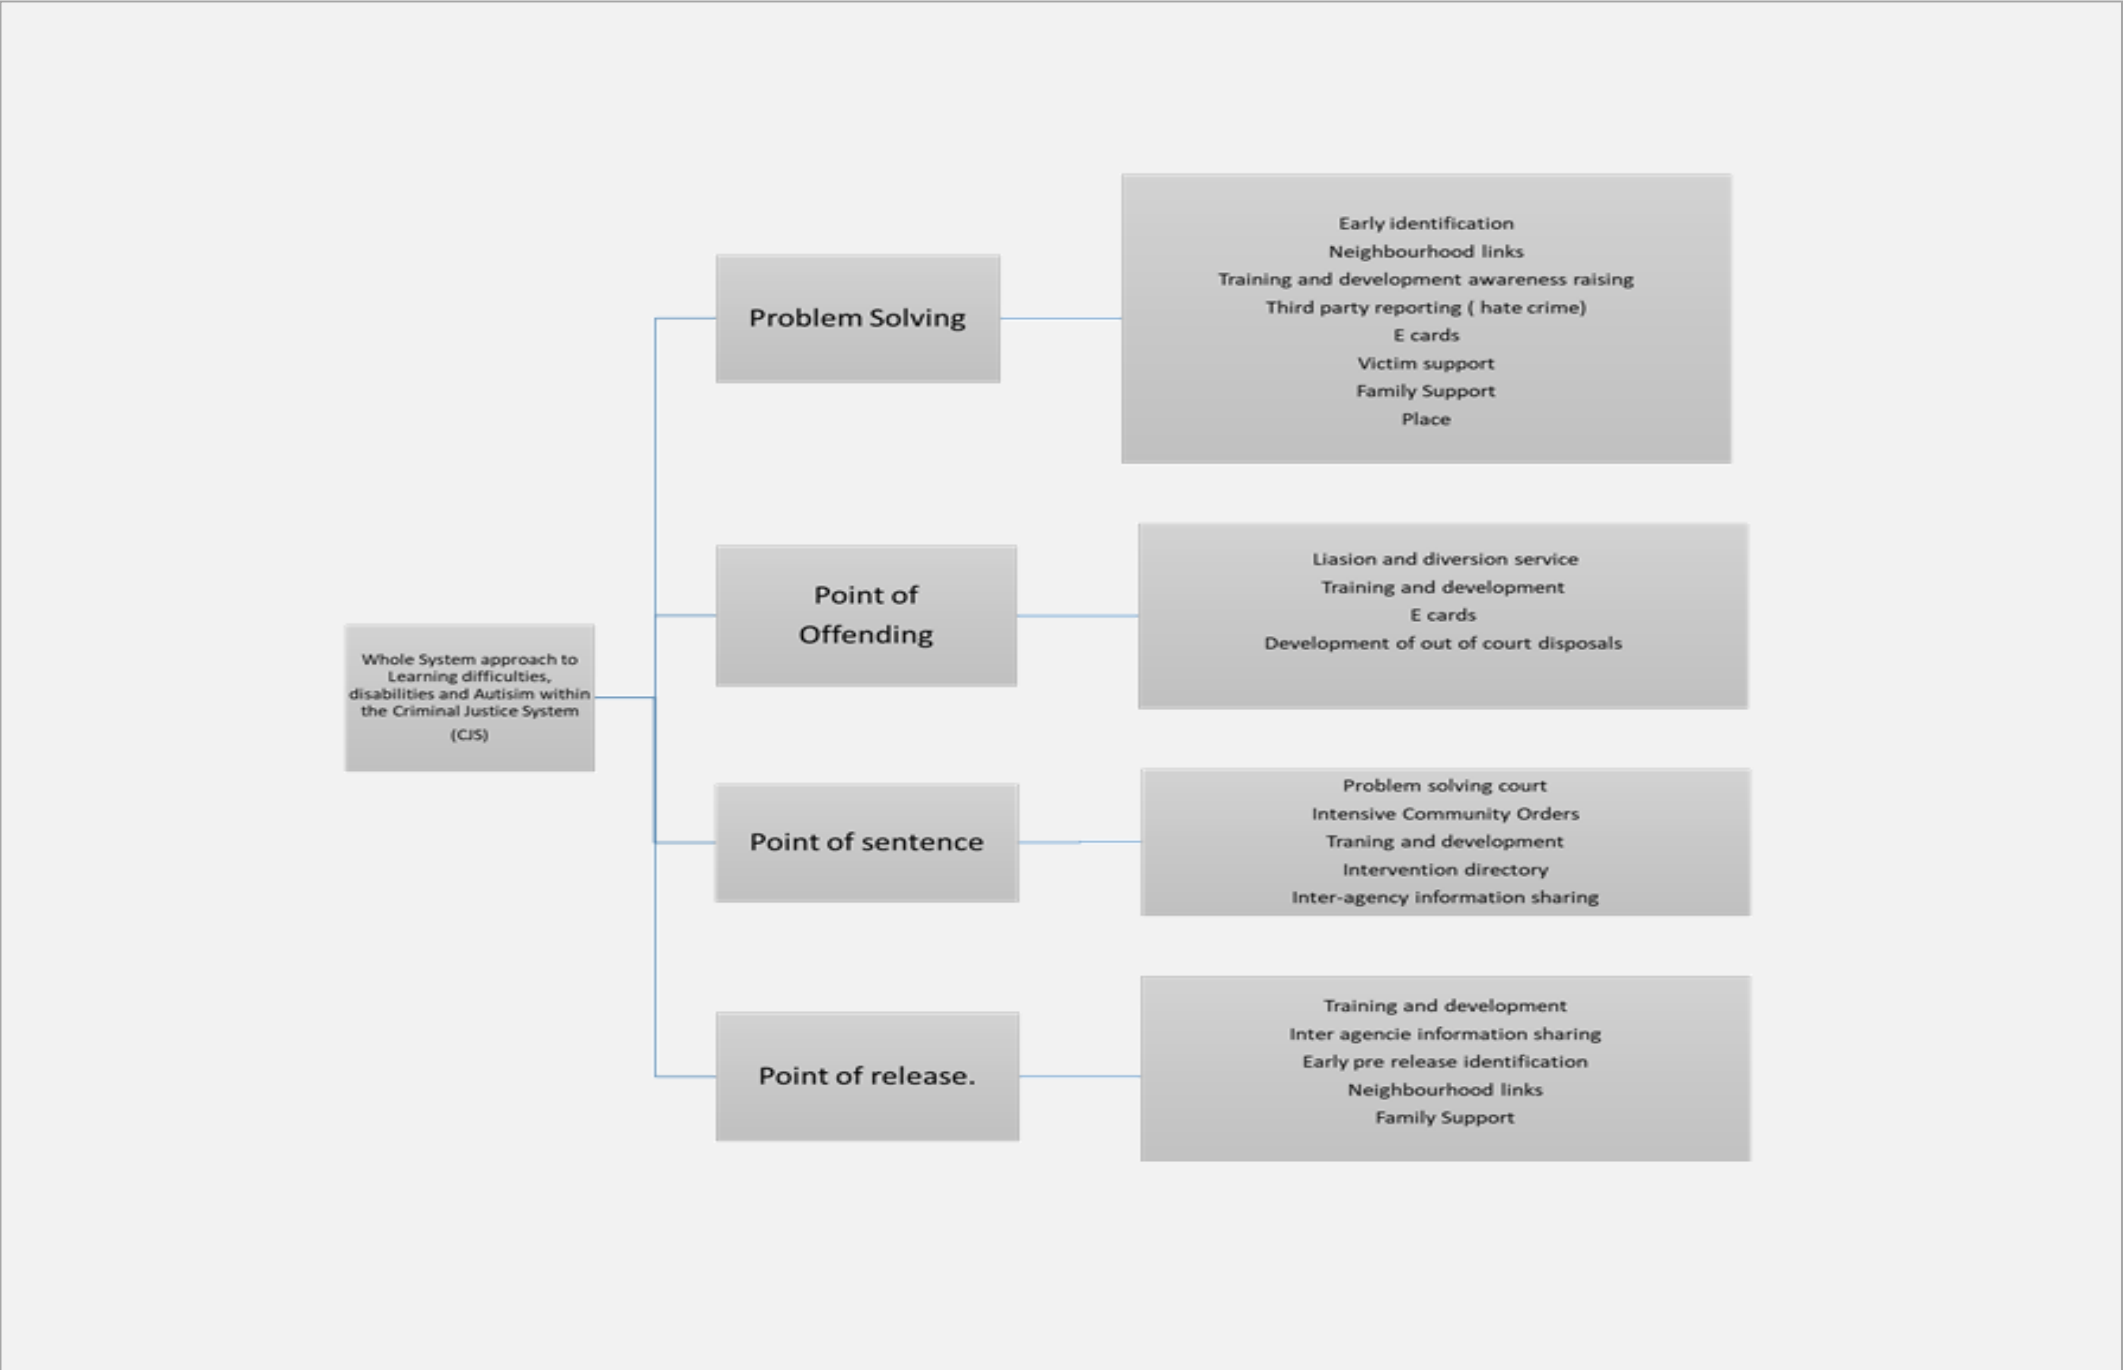 Whole System approach to
Learning difficulties,
disabilities and Autisim within
the Criminal Justice System
(CJS)
Problem Solving
Early identification
Neighbourhood links
Training and development awareness raising
Third party reporting ( hate crime)
E cards
Victim support
Family Support
Place
Point of
Offending
Liasion and diversion service
Training and development
E cards
Development of out of court disposals
Point of sentence
Problem solving court
Intensive Community Orders
Traning and development
Intervention directory
Inter-agency information sharing
Point of release.
Training and development
Inter agencie information sharing
Early pre release identification
Neighbourhood links
Family Support